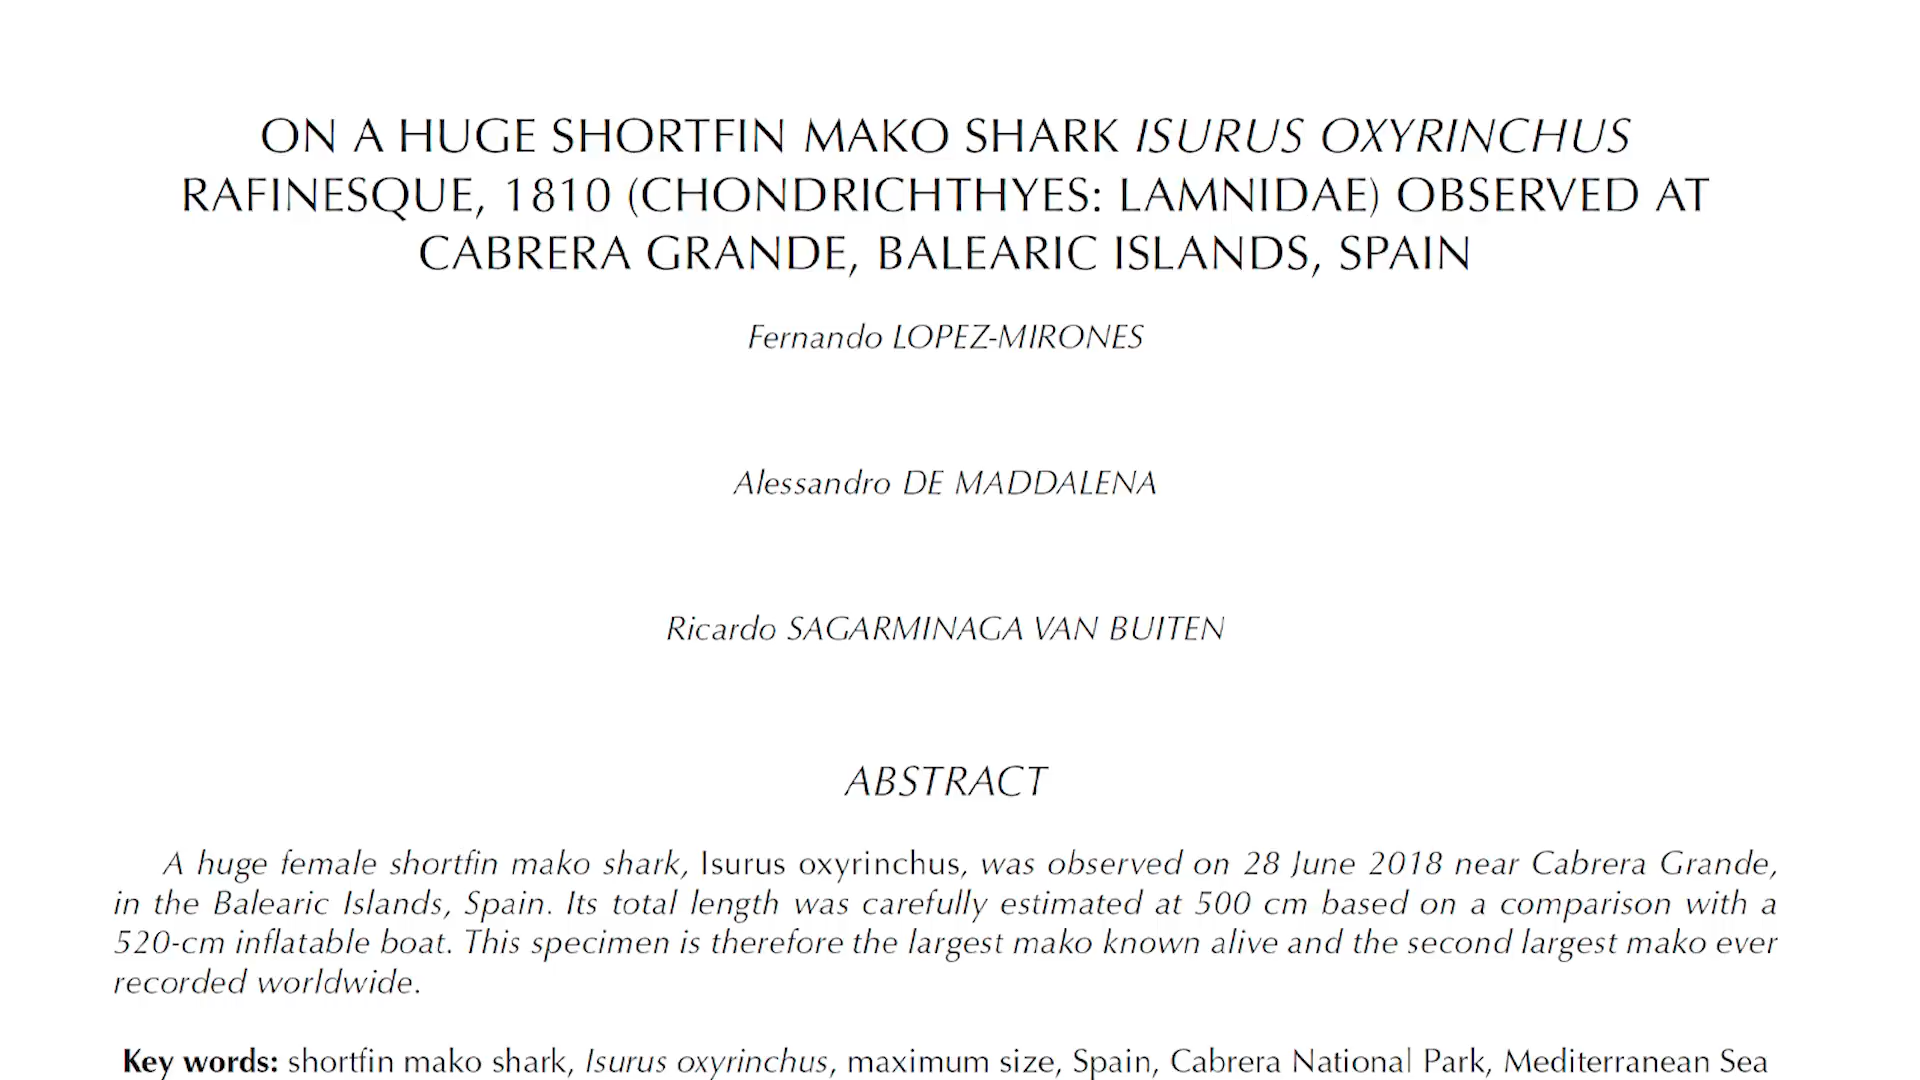 ON A HUGE SHORTFIN MAKO SHARK ISURUS OXYRINCHUS
RAFINESQUE, 1810 (CHONDRICHTHYES: LAMNIDAE) OBSERVED AT
CABRERA GRANDE, BALEARIC ISLANDS, SPAIN
Fernando LOPEZ-MIRONES
Alessandro DE MADDALENA
Ricardo SAGARMINAGA VAN BUITEN
ABSTRACT
A huge female shortfin mako shark, Isurus oxyrinchus, was observed on 28 June 2018 near Cabrera Grande,
in the Balearic Islands, Spain. Its total length was carefully estimated at 500 cm based on a comparison with a
520-cm inflatable boat. This specimen is therefore the largest mako known alive and the second largest mako ever
recorded worldwide.
Key words: shortfin mako shark, Isurus oxyrinchus, maximum size, Spain, Cabrera National Park, Mediterranean Sea